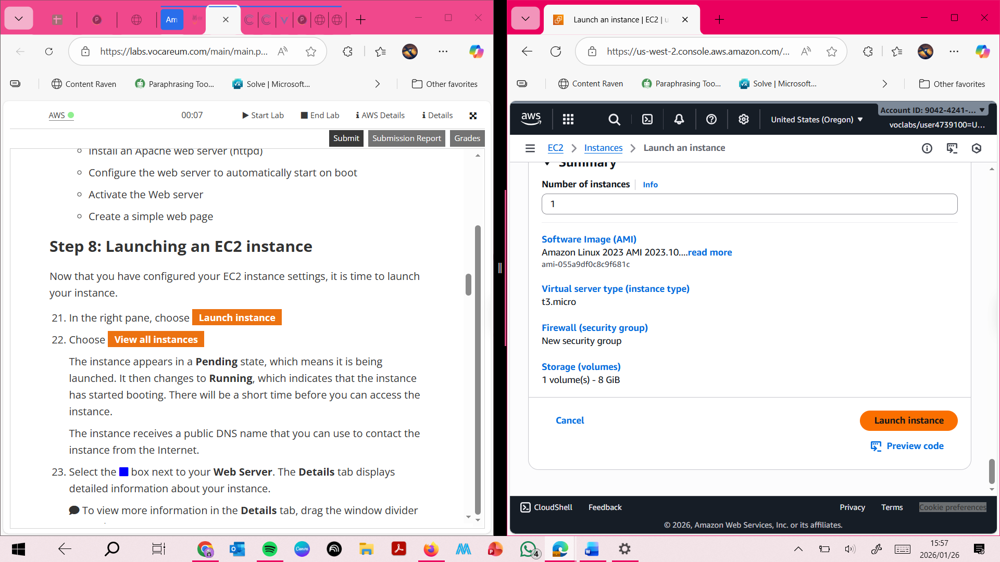 Am
https://labs.vocareum.com/main/main.p...
Content Raven
Paraphrasing Too...
Solve | Microsoft...
Other favorites
AWS
00:07
Start Lab
End Lab
AWS Details
Details
Submit
Submission Report
Grades
Install an Apache web server (httpd)
Configure the web server to automatically start on boot
Activate the Web server
Create a simple web page
Step 8: Launching an EC2 instance
Now that you have configured your EC2 instance settings, it is time to launch
your instance.
21. In the right pane, choose Launch instance
22. Choose View all instances
The instance appears in a Pending state, which means it is being
launched. It then changes to Running, which indicates that the instance
has started booting. There will be a short time before you can access the
instance.
The instance receives a public DNS name that you can use to contact the
instance from the Internet.
23. Select the box next to your Web Server. The Details tab displays
detailed information about your instance.
To view more information in the Details tab, drag the window divider
Launch an instance | EC2 | u
https://us-west-2.console.aws.amazon.com/...
Content Raven
Paraphrasing Too...
Solve | Microsoft...
Other favorites
aws
United States (Oregon)
Account ID: 9042-4241-...
voclabs/user4739100=U...
EC2
Instances
Launch an instance
Summary
Number of instances
Info
1
Software Image (AMI)
Amazon Linux 2023 AMI 2023.10....read more
ami-055a9df0c8c9f681c
Virtual server type (instance type)
t3.micro
Firewall (security group)
New security group
Storage (volumes)
1 volume(s) - 8 GiB
Cancel
Launch instance
Preview code
CloudShell
Feedback
Privacy
Terms
Cookie preferences
© 2026, Amazon Web Services, Inc. or its affiliates.
Canva
4
15:57
2026/01/26